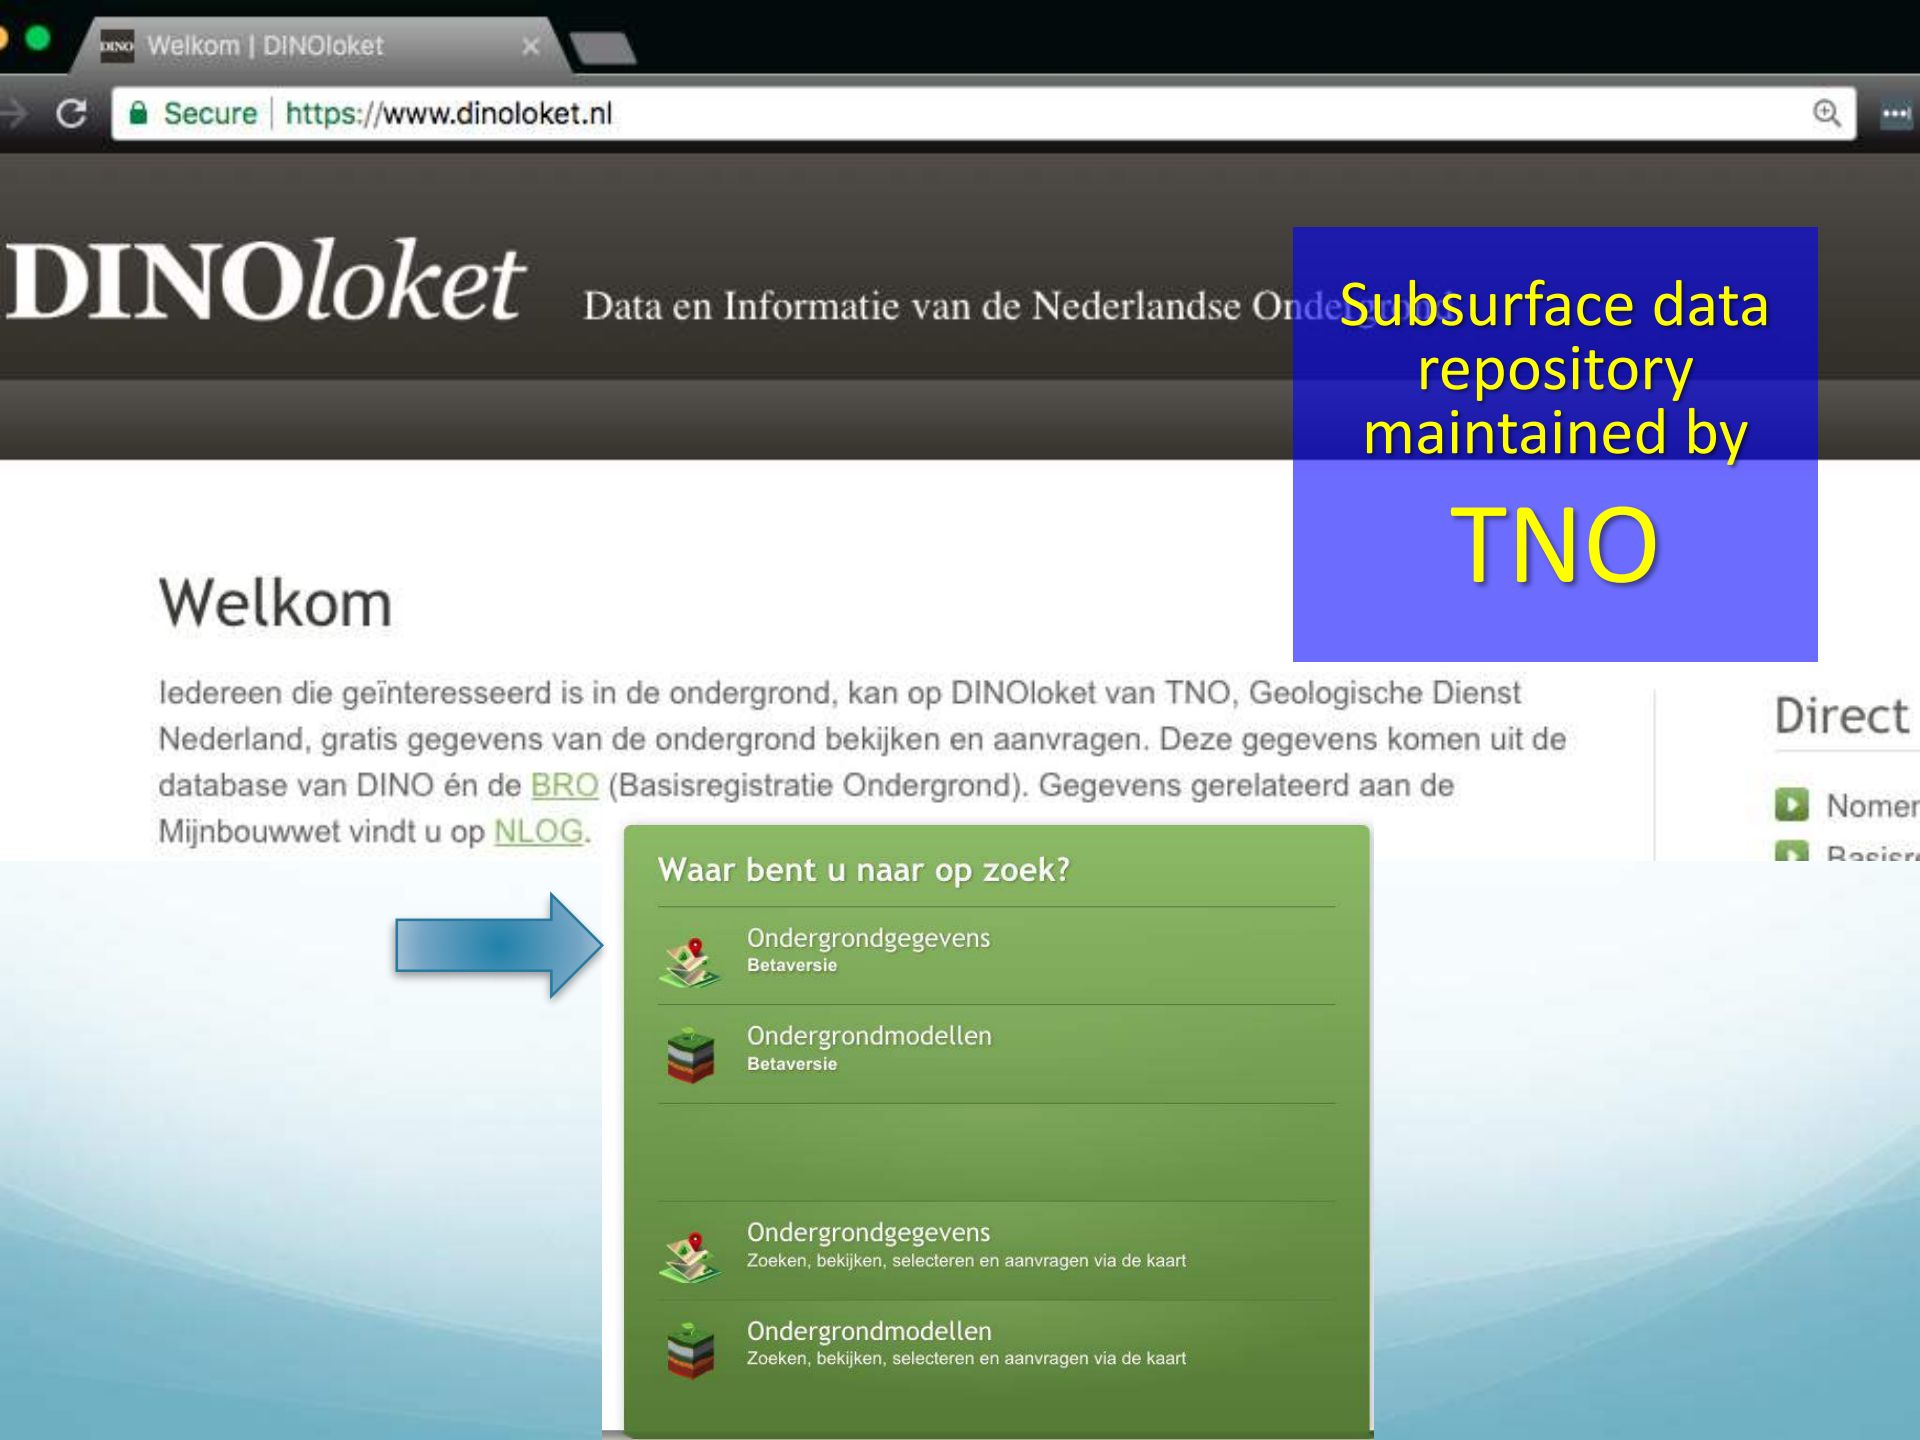 DINO Welkom | DINOloket ×
Secure | https://www.dinoloket.nl
DINOloket Data en Informatie van de Nederlandse Ondergrond
Subsurface data
repository
maintained by
TNO
Welkom
Iedereen die geïnteresseerd is in de ondergrond, kan op DINOloket van TNO, Geologische Dienst
Nederland, gratis gegevens van de ondergrond bekijken en aanvragen. Deze gegevens komen uit de
database van DINO én de BRO (Basisregistratie Ondergrond). Gegevens gerelateerd aan de
Mijnbouwwet vindt u op NLOG.
Direct
Nomen
Basisre
Waar bent u naar op zoek?
Ondergrondgegevens
Betaversie
Ondergrondmodellen
Betaversie
Ondergrondgegevens
Zoeken, bekijken, selecteren en aanvragen via de kaart
Ondergrondmodellen
Zoeken, bekijken, selecteren en aanvragen via de kaart